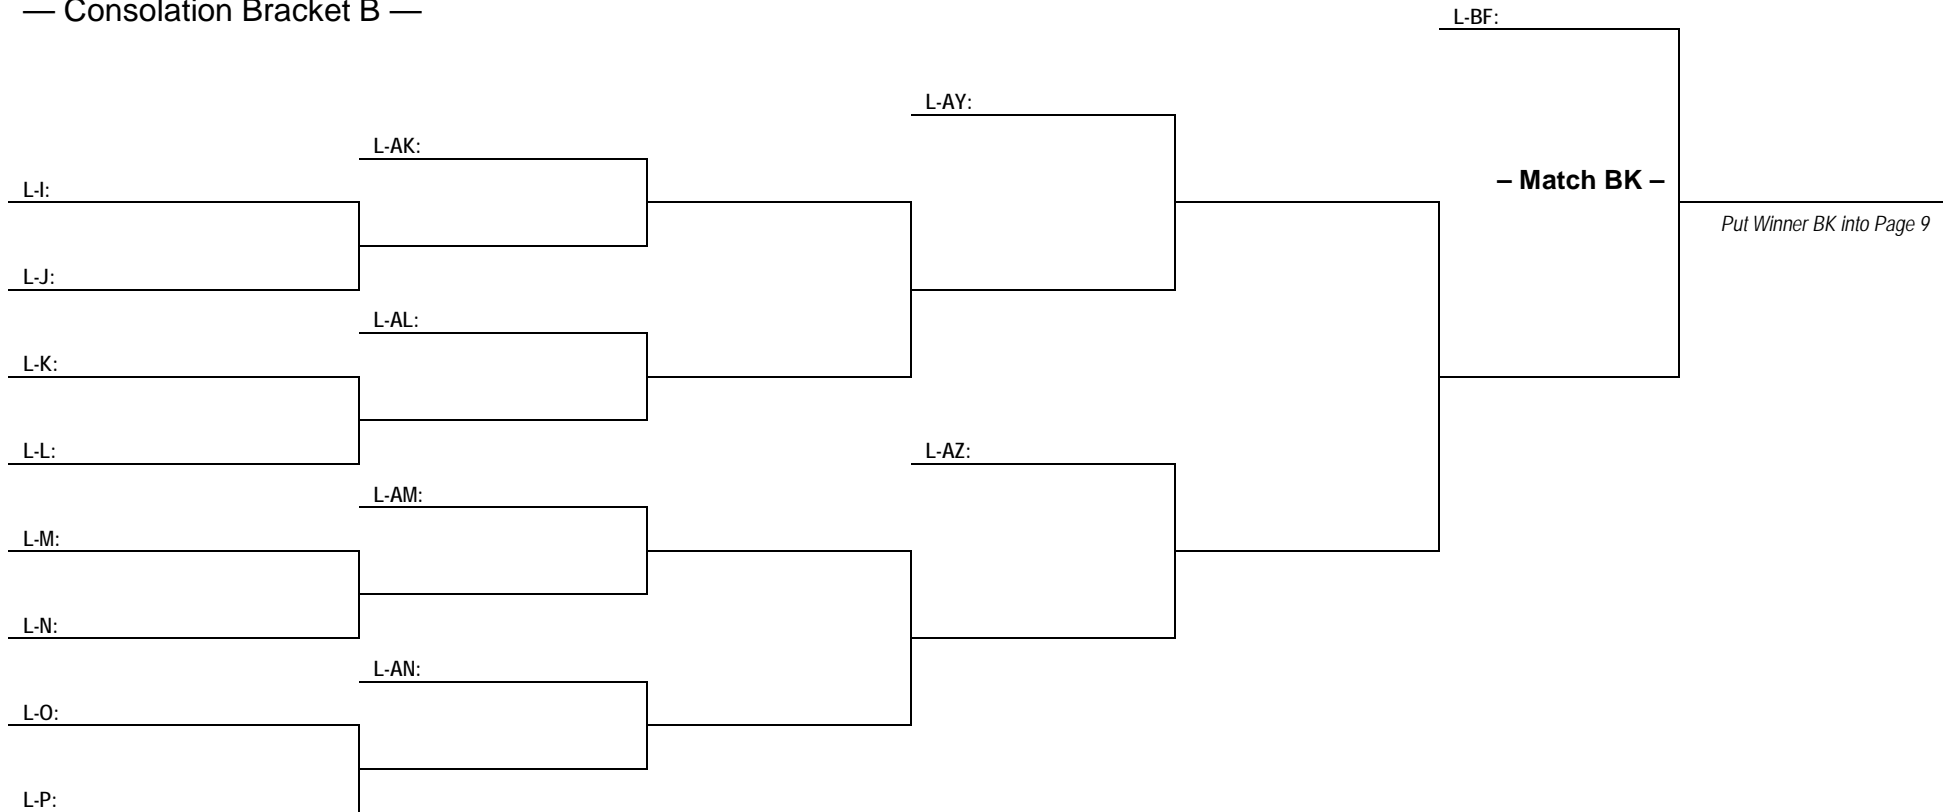 — Consolation Bracket B —
L-BF:
L-AY:
L-AK:
– Match BK –
L-I:
Put Winner BK into Page 9
L-J:
L-AL:
L-K:
L-L:
L-AZ:
L-AM:
L-M:
L-N:
L-AN:
L-O:
L-P: